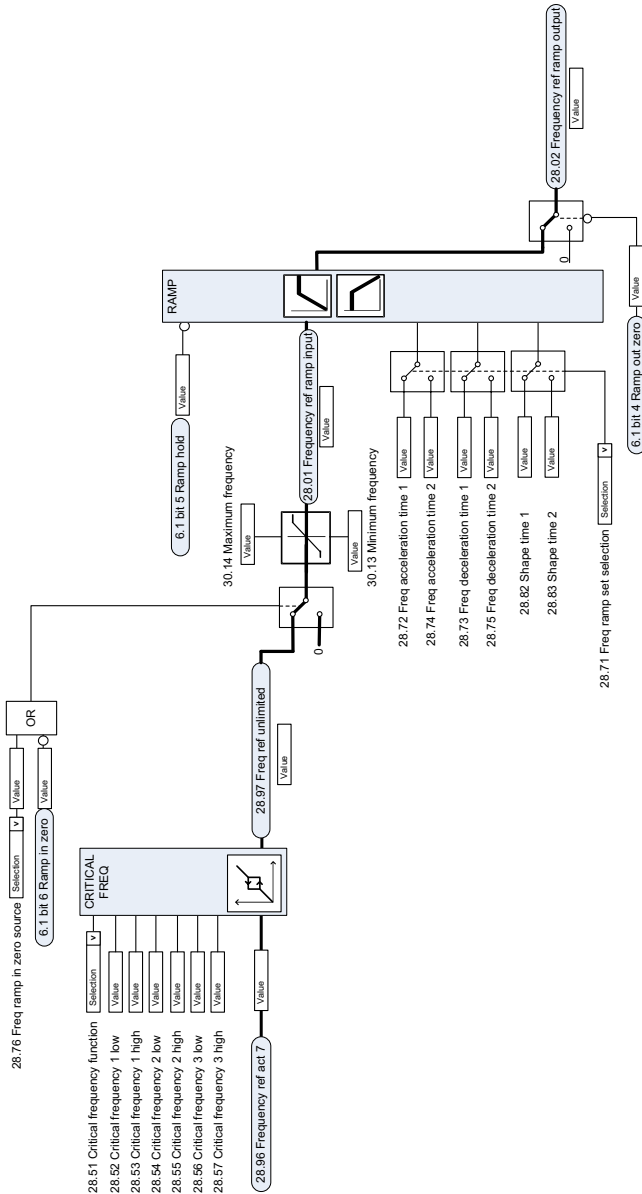 28.76 Freq ramp in zero source
Selection
v
Value
6.1 bit 6 Ramp in zero
Value
OR
28.51 Critical frequency function
Selection
v
28.52 Critical frequency 1 low
Value
28.53 Critical frequency 1 high
Value
28.54 Critical frequency 2 low
Value
28.55 Critical frequency 2 high
Value
28.56 Critical frequency 3 low
Value
28.57 Critical frequency 3 high
Value
28.96 Frequency ref act 7
Value
CRITICAL
FREQ
28.97 Freq ref unlimited
Value
0
30.14 Maximum frequency
Value
30.13 Minimum frequency
Value
6.1 bit 5 Ramp hold
Value
28.01 Frequency ref ramp input
Value
RAMP
28.72 Freq acceleration time 1
Value
28.74 Freq acceleration time 2
Value
28.73 Freq deceleration time 1
Value
28.75 Freq deceleration time 2
Value
28.82 Shape time 1
Value
28.83 Shape time 2
Value
28.71 Freq ramp set selection
Selection
v
0
6.1 bit 4 Ramp out zero
Value
28.02 Frequency ref ramp output
Value